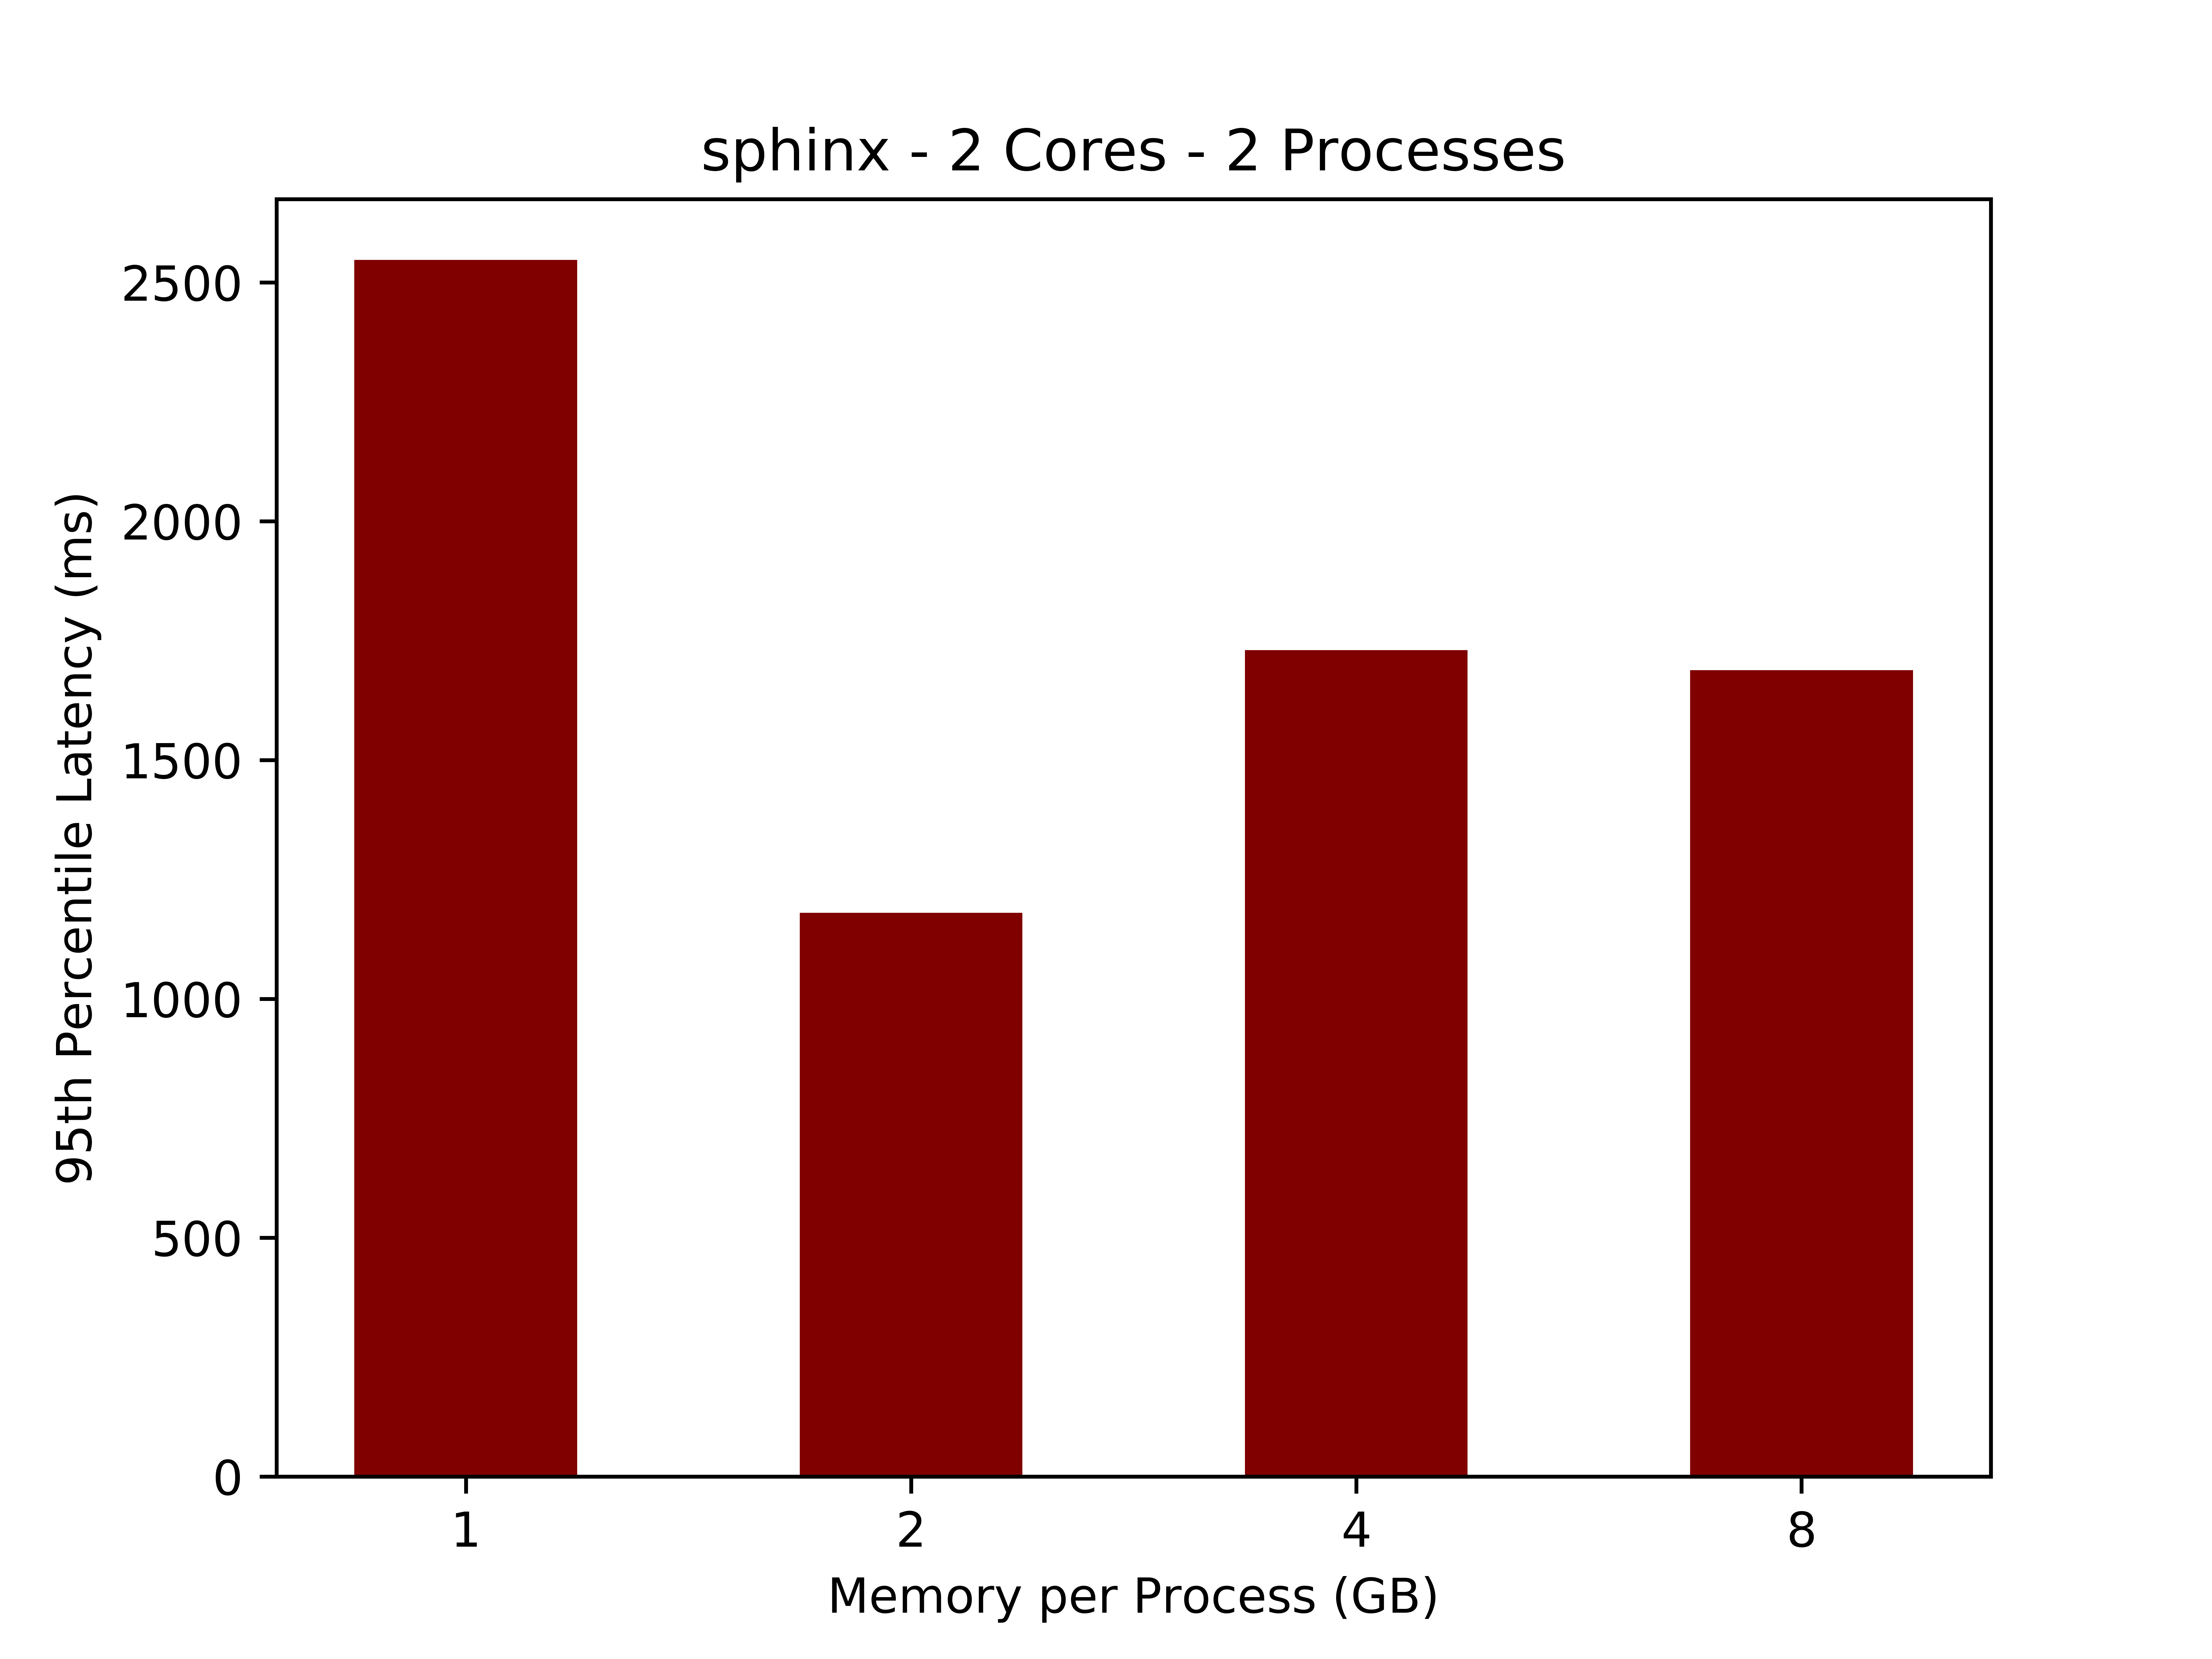 sphinx - 2 Cores - 2 Processes
95th Percentile Latency (ms)
2500
2000
1500
1000
500
0
1 2 4 8
Memory per Process (GB)